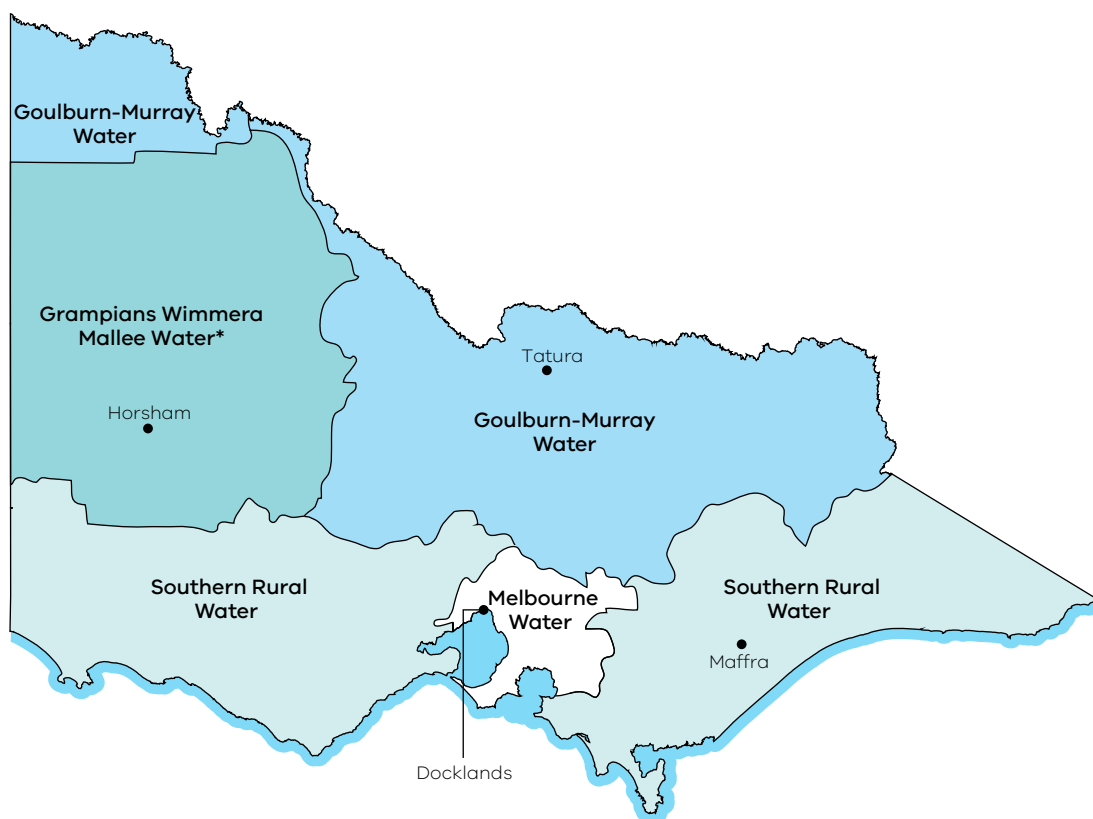 Goulburn-Murray
Water
Grampians Wimmera
Mallee Water*
Horsham
Tatura
Goulburn-Murray
Water
Southern Rural
Water
Melbourne
Water
Southern Rural
Water
Maffra
Docklands